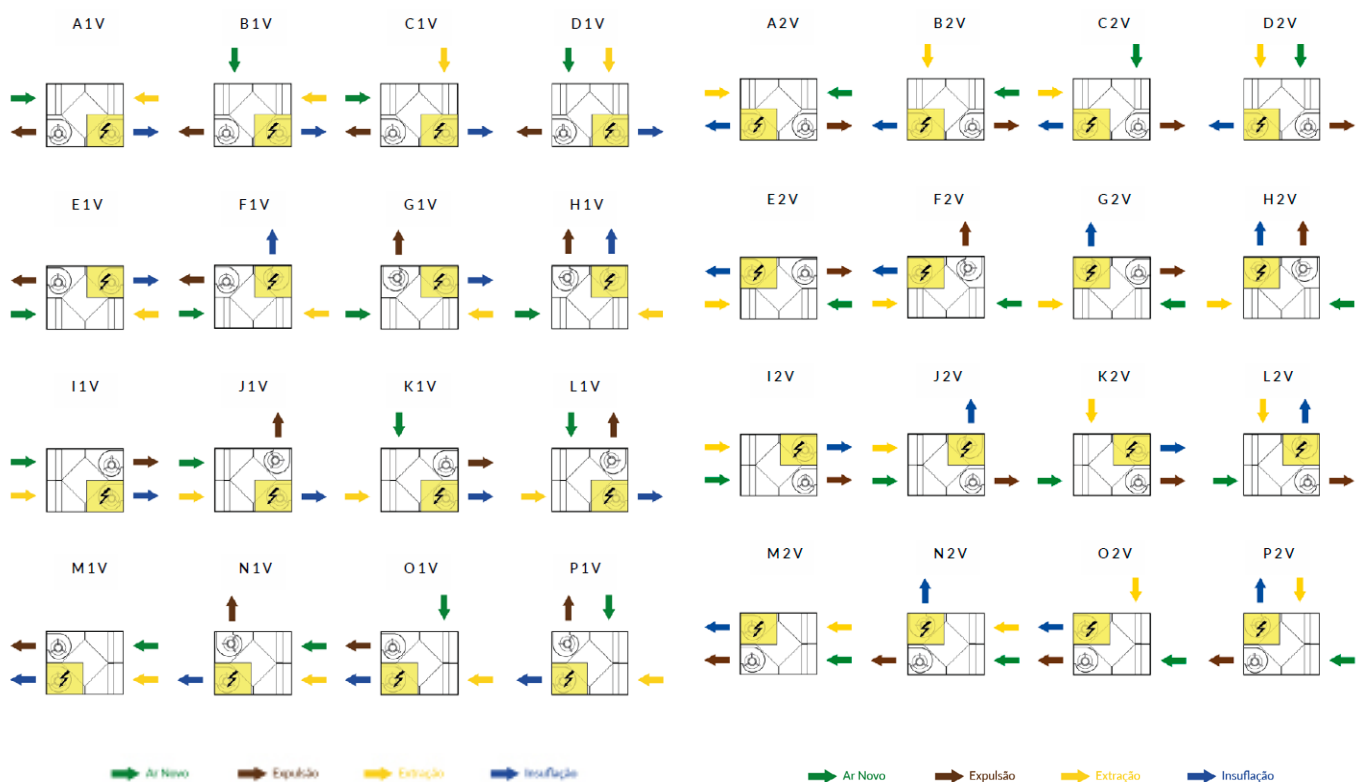 A1V B1V C1V D1V A2V B2V C2V D2V
E1V F1V G1V H1V E2V F2V G2V H2V
I1V J1V K1V L1V I2V J2V K2V L2V
M1V N1V O1V P1V M2V N2V O2V P2V
Ar Novo Expulsão Extração Insuflação Ar Novo Expulsão Extração Insuflação